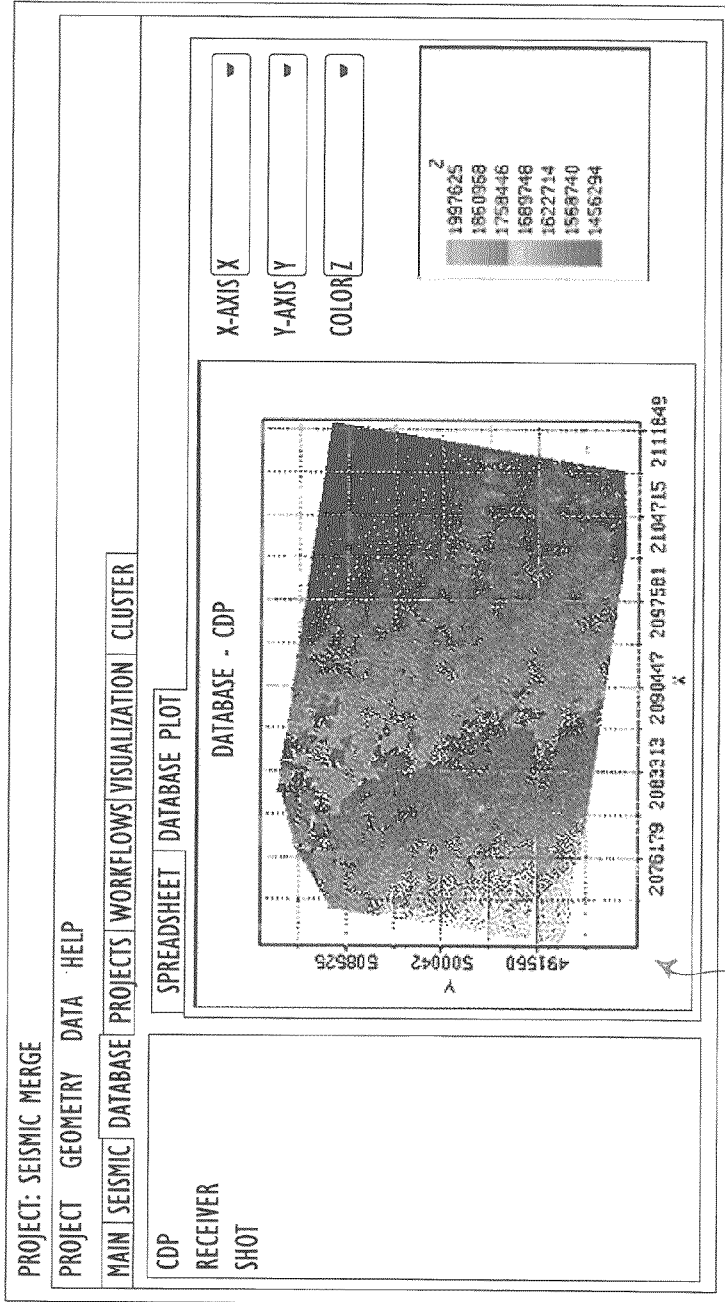 PROJECT: SEISMIC MERGE
PROJECT GEOMETRY DATA HELP
MAIN SEISMIC DATABASE PROJECTS WORKFLOWS VISUALIZATION CLUSTER
CDP
RECEIVER
SHOT
SPREADSHEET DATABASE PLOT
DATABASE - CDP
Y
508525
500042
491560
2076179 2083313 2090447 2097581 2104715 2111849
X
X-AXIS X
Y-AXIS Y
COLOR Z
Z
1997625
1860968
1758446
1689748
1622714
1568740
1456294